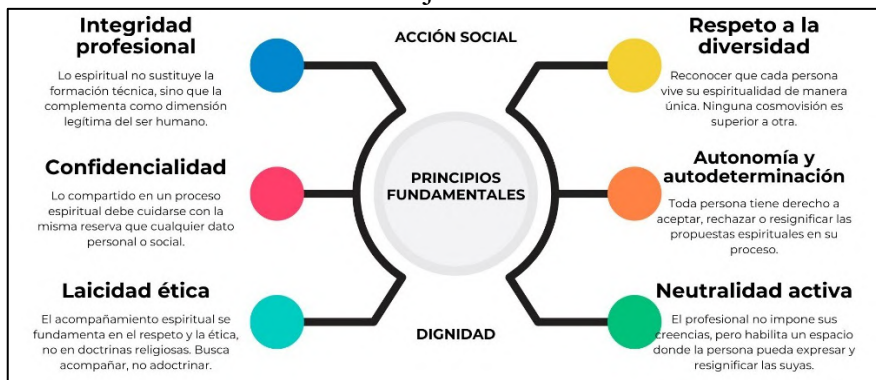 Integridad
profesional
Lo espiritual no sustituye la
formación técnica, sino que la
complementa como dimensión
legítima del ser humano.
Confidencialidad
Lo compartido en un proceso
espiritual debe cuidarse con la
misma reserva que cualquier dato
personal o social.
Laicidad ética
El acompañamiento espiritual se
fundamenta en el respeto y la ética,
no en doctrinas religiosas. Busca
acompañar, no adoctrinar.
ACCIÓN SOCIAL
PRINCIPIOS
FUNDAMENTALES
DIGNIDAD
Respeto a la
diversidad
Reconocer que cada persona
vive su espiritualidad de manera
única. Ninguna cosmovisión es
superior a otra.
Autonomía y
autodeterminación
Toda persona tiene derecho a
aceptar, rechazar o resignificar las
propuestas espirituales en su
proceso.
Neutralidad activa
El profesional no impone sus
creencias, pero habilita un espacio
donde la persona pueda expresar y
resignificar las suyas.